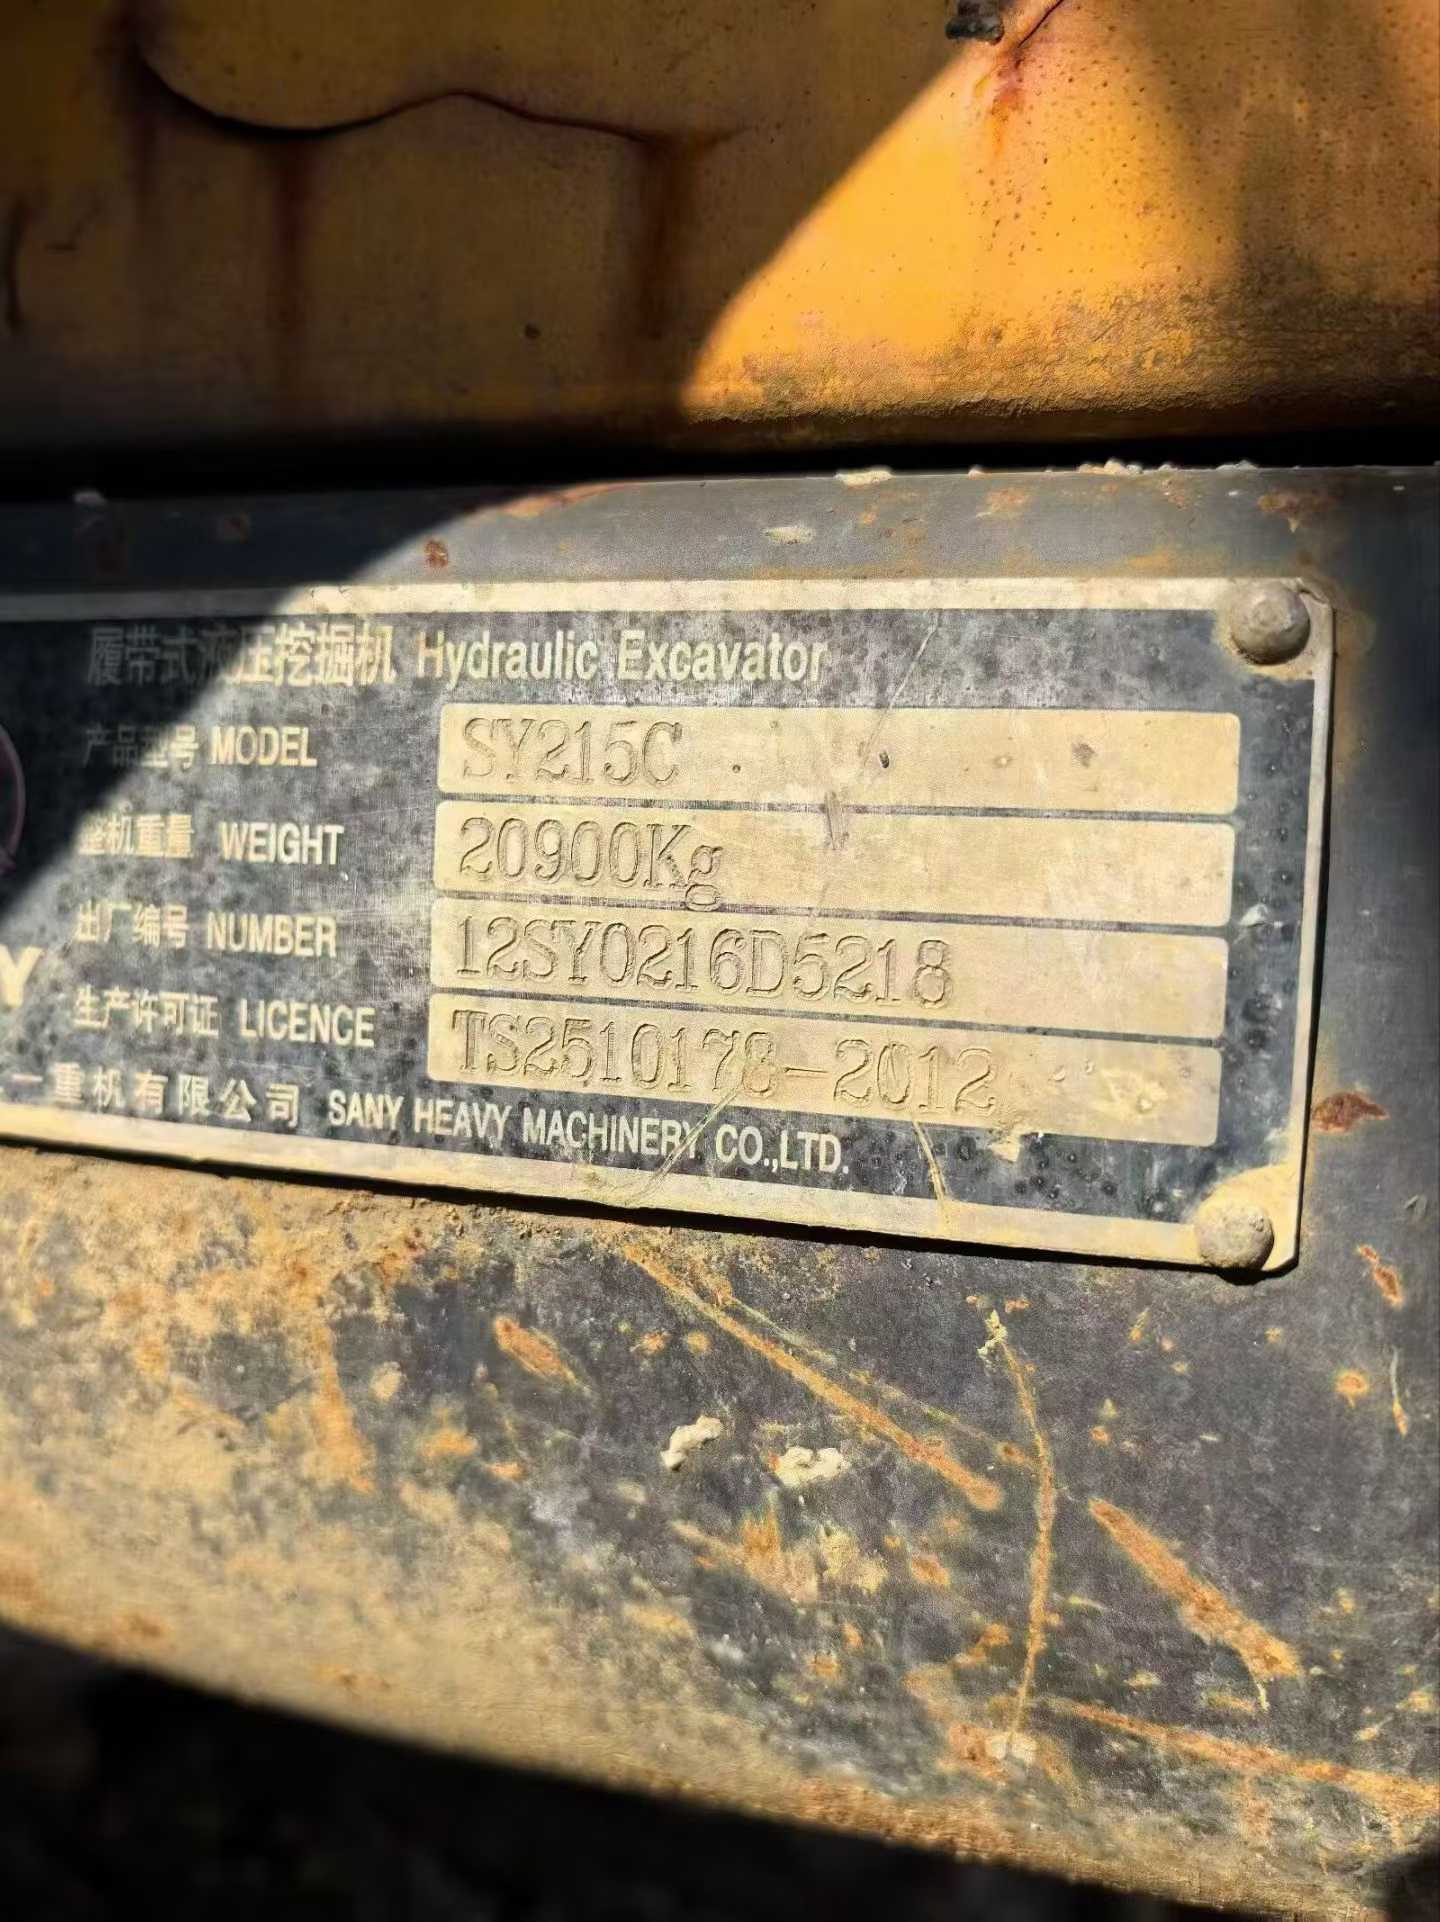 履带式液压挖掘机 Hydraulic Excavator
产品型号 MODEL SY215C
整机重量 WEIGHT 20900Kg
出厂编号 NUMBER 12SY0216D5218
Y
生产许可证 LICENCE TS2510178-2012
一重机有限公司 SANY HEAVY MACHINERY CO.,LTD.